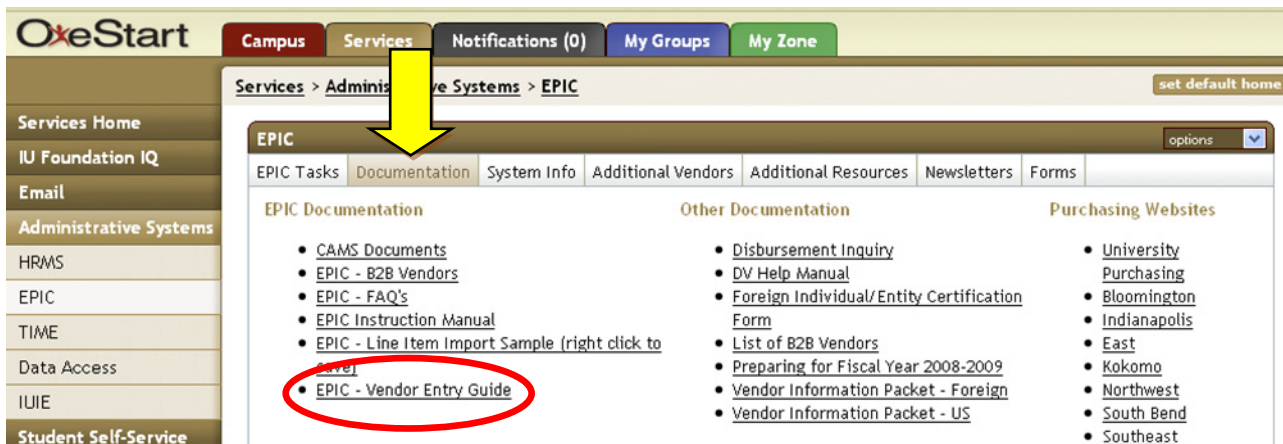 OneStart
Campus Services Notifications (0) My Groups My Zone
Services > Adminis ve Systems > EPIC
set default home
Services Home
IU Foundation IQ
Email
Administrative Systems
HRMS
EPIC
TIME
Data Access
IUIE
Student Self-Service
EPIC
options
EPIC Tasks Documentation System Info Additional Vendors Additional Resources Newsletters Forms
EPIC Documentation
• CAMS Documents
• EPIC - B2B Vendors
• EPIC - FAQ's
• EPIC Instruction Manual
• EPIC - Line Item Import Sample (right click to
save)
• EPIC - Vendor Entry Guide
Other Documentation
• Disbursement Inquiry
• DV Help Manual
• Foreign Individual/Entity Certification
Form
• List of B2B Vendors
• Preparing for Fiscal Year 2008-2009
• Vendor Information Packet - Foreign
• Vendor Information Packet - US
Purchasing Websites
• University
Purchasing
• Bloomington
• Indianapolis
• East
• Kokomo
• Northwest
• South Bend
• Southeast